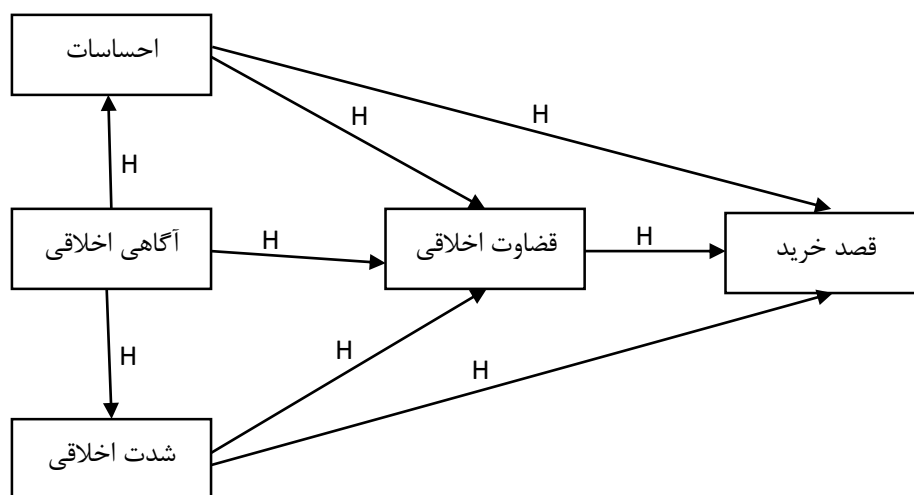 احساسات
H
H
H
آگاهی اخلاقی
H
قضاوت اخلاقی
H
قصد خرید
H
H
H
شدت اخلاقی